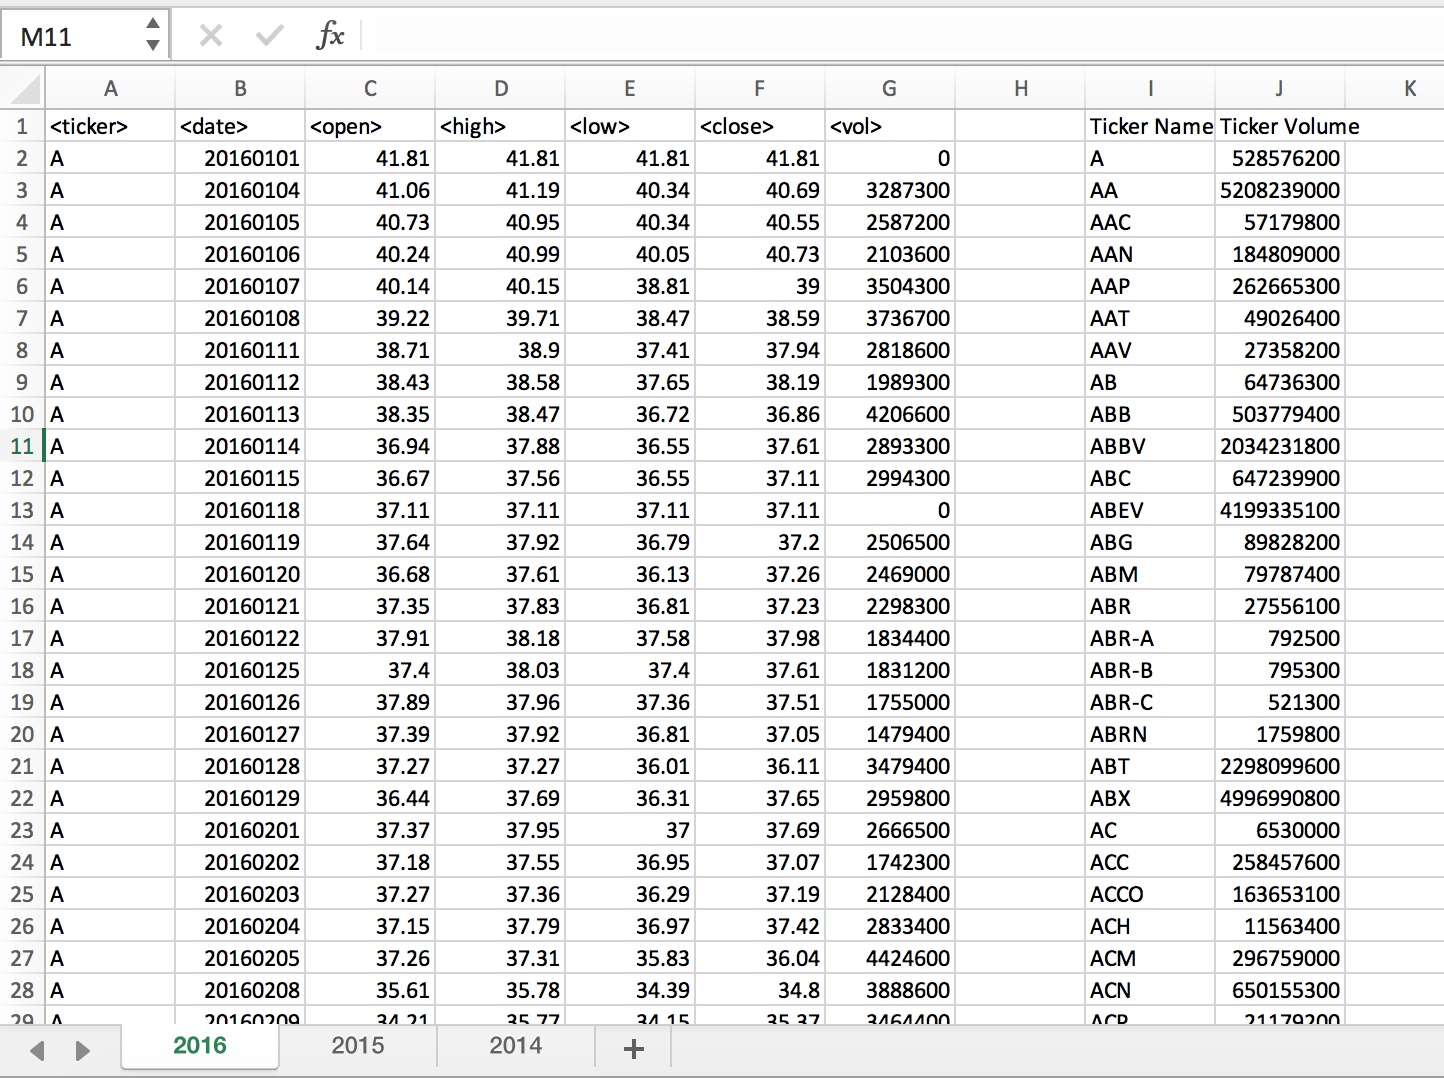 M11 fx
A B C D E F G H I J K
1 <ticker> <date> <open> <high> <low> <close> <vol> Ticker Name Ticker Volume
2 A 20160101 41.81 41.81 41.81 41.81 0 A 528576200
3 A 20160104 41.06 41.19 40.34 40.69 3287300 AA 5208239000
4 A 20160105 40.73 40.95 40.34 40.55 2587200 AAC 57179800
5 A 20160106 40.24 40.99 40.05 40.73 2103600 AAN 184809000
6 A 20160107 40.14 40.15 38.81 39 3504300 AAP 262665300
7 A 20160108 39.22 39.71 38.47 38.59 3736700 AAT 49026400
8 A 20160111 38.71 38.9 37.41 37.94 2818600 AAV 27358200
9 A 20160112 38.43 38.58 37.65 38.19 1989300 AB 64736300
10 A 20160113 38.35 38.47 36.72 36.86 4206600 ABB 503779400
11 A 20160114 36.94 37.88 36.55 37.61 2893300 ABBV 2034231800
12 A 20160115 36.67 37.56 36.55 37.11 2994300 ABC 647239900
13 A 20160118 37.11 37.11 37.11 37.11 0 ABEV 4199335100
14 A 20160119 37.64 37.92 36.79 37.2 2506500 ABG 89828200
15 A 20160120 36.68 37.61 36.13 37.26 2469000 ABM 79787400
16 A 20160121 37.35 37.83 36.81 37.23 2298300 ABR 27556100
17 A 20160122 37.91 38.18 37.58 37.98 1834400 ABR-A 792500
18 A 20160125 37.4 38.03 37.4 37.61 1831200 ABR-B 795300
19 A 20160126 37.89 37.96 37.36 37.51 1755000 ABR-C 521300
20 A 20160127 37.39 37.92 36.81 37.05 1479400 ABRN 1759800
21 A 20160128 37.27 37.27 36.01 36.11 3479400 ABT 2298099600
22 A 20160129 36.44 37.69 36.31 37.65 2959800 ABX 4996990800
23 A 20160201 37.37 37.95 37 37.69 2666500 AC 6530000
24 A 20160202 37.18 37.55 36.95 37.07 1742300 ACC 258457600
25 A 20160203 37.27 37.36 36.29 37.19 2128400 ACCO 163653100
26 A 20160204 37.15 37.79 36.97 37.42 2833400 ACH 11563400
27 A 20160205 37.26 37.31 35.83 36.04 4424600 ACM 296759000
28 A 20160208 35.61 35.78 34.39 34.8 3888600 ACN 650155300
29 A 20160209 34.21 35.77 34.15 35.37 3464400 21179200
2016 2015 2014 +